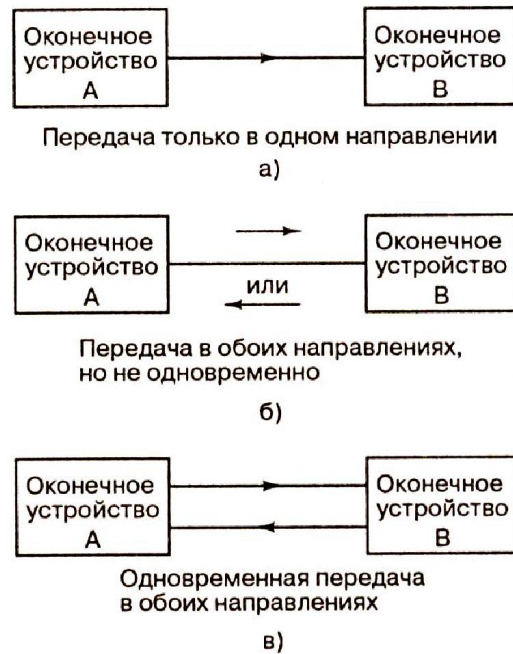 Оконечное
устройство
А
Оконечное
устройство
В
Передача только в одном направлении
а)
Оконечное
устройство
А
или
Оконечное
устройство
В
Передача в обоих направлениях,
но не одновременно
б)
Оконечное
устройство
А
Оконечное
устройство
В
Одновременная передача
в обоих направлениях
в)